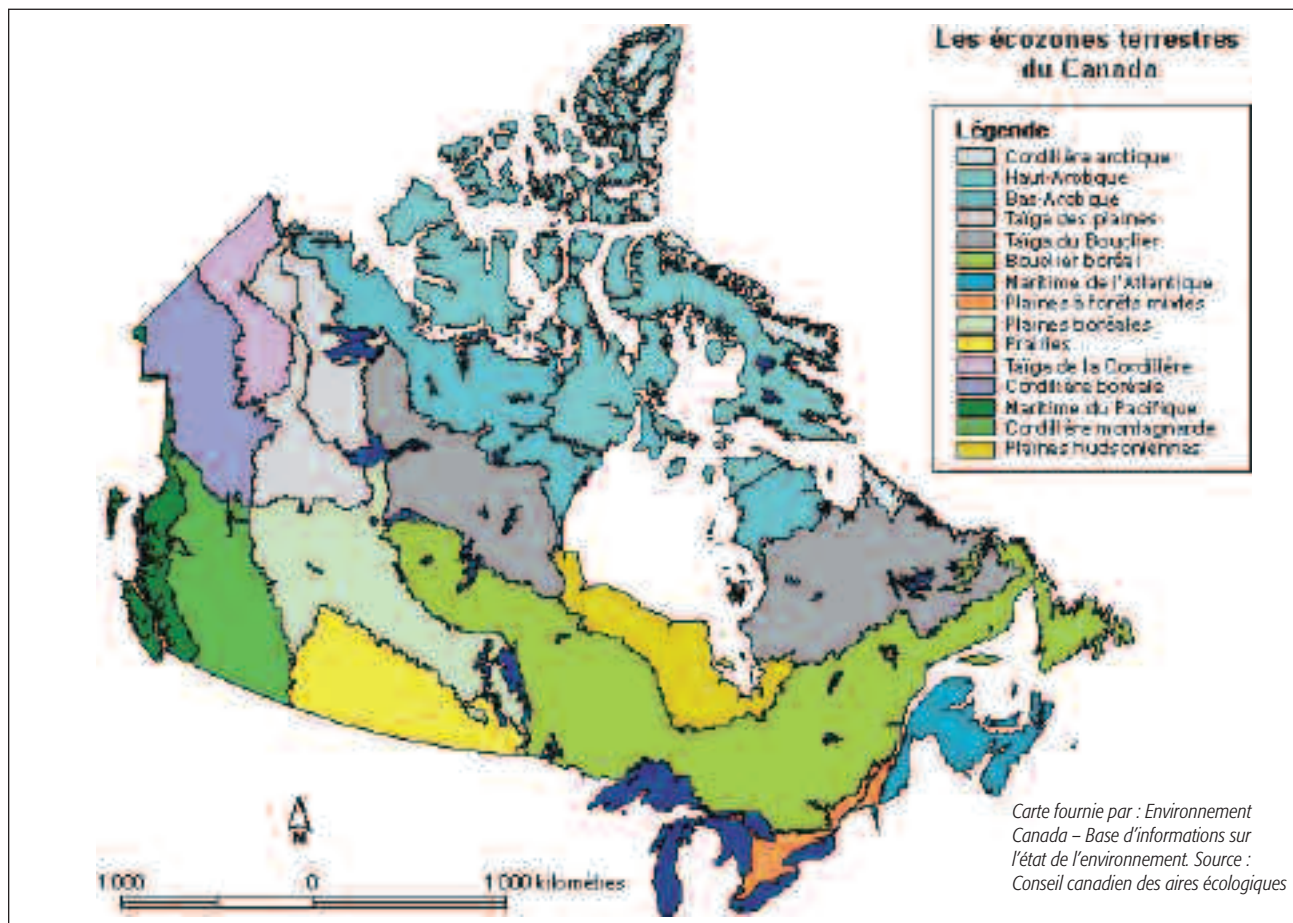 Les écozones terrestres
du Canada
Légende
Cordillère arctique
Haut-Arctique
Bas-Arctique
Taïga des plaines
Taïga du Bouclier
Bouclier boréal
Maritime de l'Atlantique
Plaines à forêts mixtes
Plaines boréales
Prairies
Taïga de la Cordillère
Cordillère boréale
Maritime du Pacifique
Cordillère montagnarde
Plaines hudsoniennes
N
1 000 0 1 000 kilomètres
Carte fournie par : Environnement
Canada – Base d'informations sur
l'état de l'environnement. Source :
Conseil canadien des aires écologiques